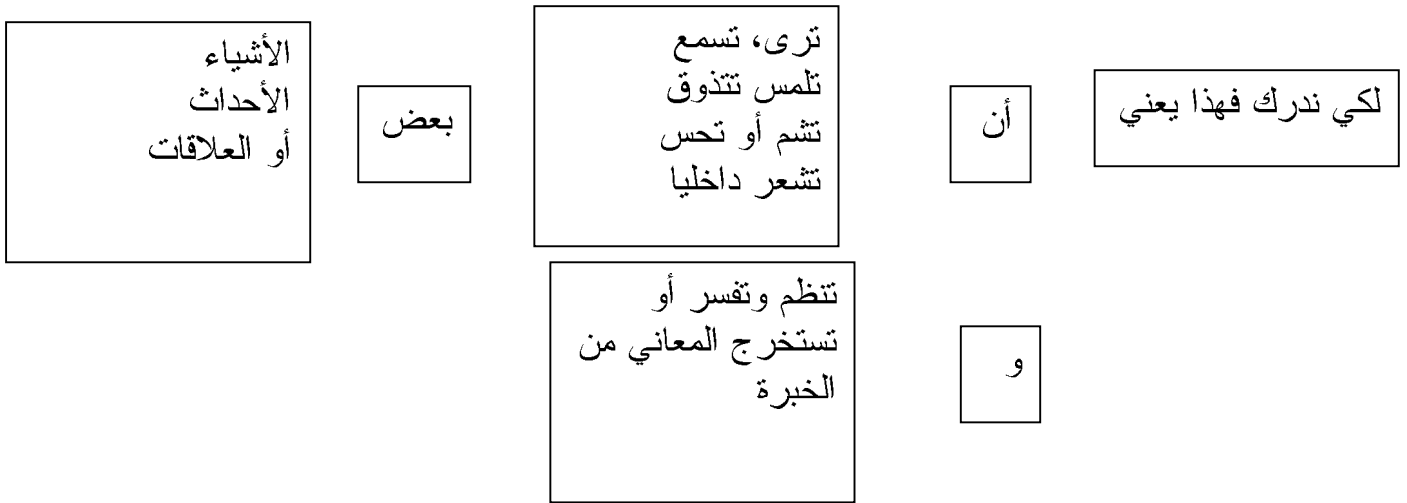 لكي ندرك فهذا يعني
أن
ترى، تسمع
تلمس تتذوق
تشم أو تحس
تشعر داخليا
بعض
الأشياء
الأحداث
أو العلاقات
و
تنظم وتفسر أو
تستخرج المعاني من
الخبرة